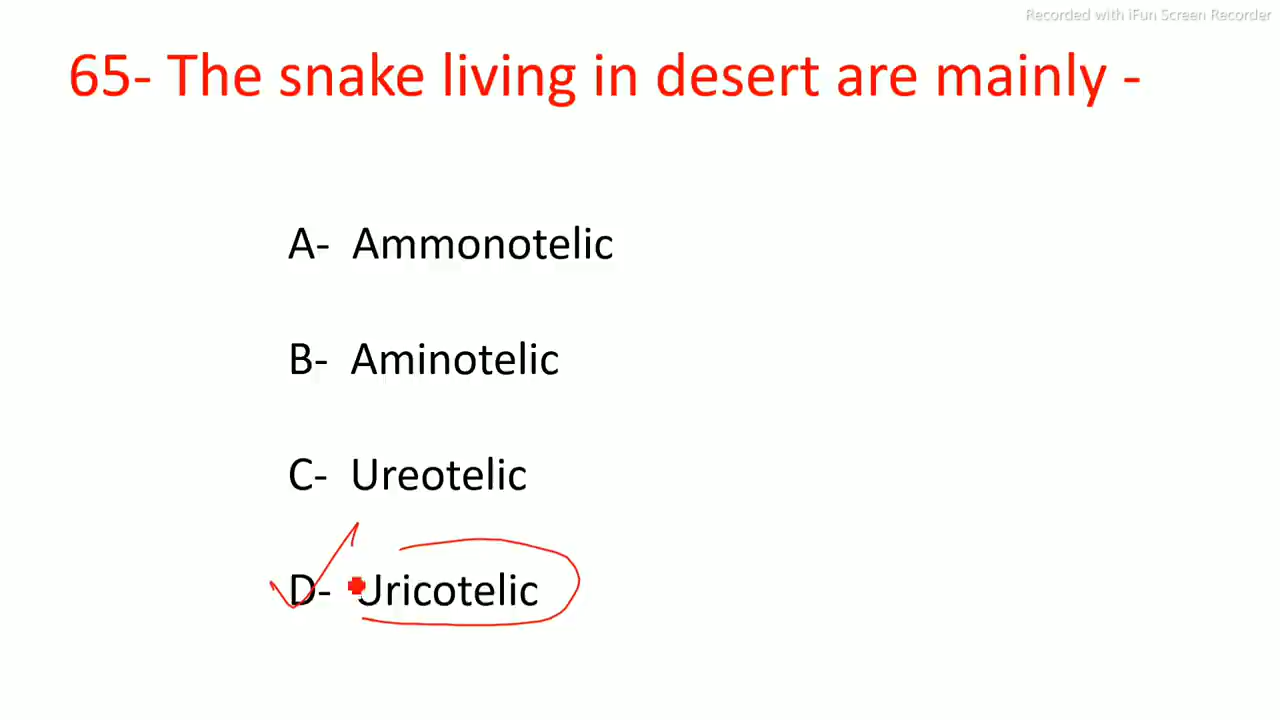 Recorded with iFun Screen Recorder
65- The snake living in desert are mainly -
A- Ammonotelic
B- Aminotelic
C- Ureotelic
D- Uricotelic